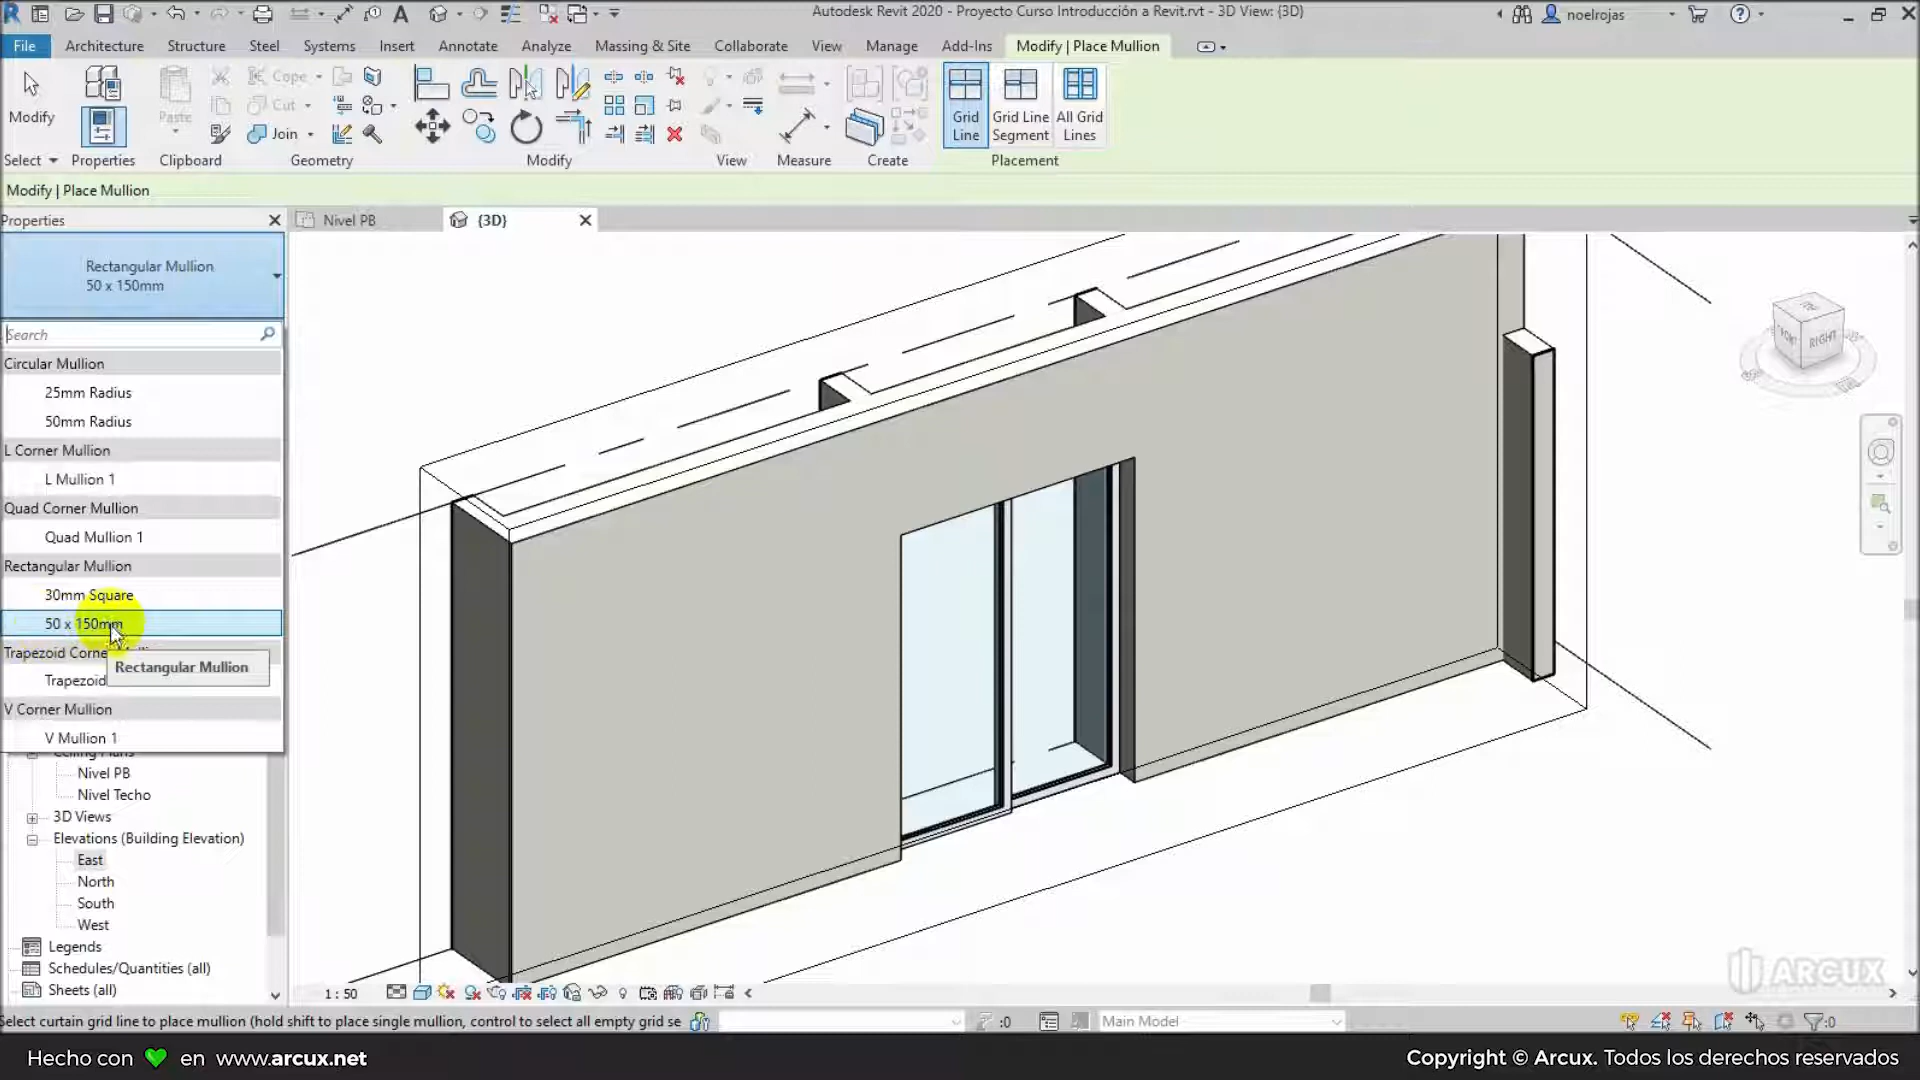 Autodesk Revit 2020 - Proyecto Curso Introducción a Revit.rvt - 3D View: {3D}
noelrojas
File
Architecture
Structure
Steel
Systems
Insert
Annotate
Analyze
Massing & Site
Collaborate
View
Manage
Add-Ins
Modify | Place Mullion
Modify
Paste
Cope
Cut
Join
Grid Line
Grid Line Segment
All Grid Lines
Select
Properties
Clipboard
Geometry
Modify
View
Measure
Create
Placement
Modify | Place Mullion
Properties
Nivel PB
{3D}
Rectangular Mullion
50 x 150mm
Search
Circular Mullion
25mm Radius
50mm Radius
L Corner Mullion
L Mullion 1
Quad Corner Mullion
Quad Mullion 1
Rectangular Mullion
30mm Square
50 x 150mm
Trapezoid Corne
Rectangular Mullion
Trapezoid
V Corner Mullion
V Mullion 1
Nivel PB
Nivel Techo
3D Views
Elevations (Building Elevation)
East
North
South
West
Legends
Schedules/Quantities (all)
Sheets (all)
RIGHT
1 : 50
ARCUX
Select curtain grid line to place mullion (hold shift to place single mullion, control to select all empty grid se
:0
Main Model
:0
Hecho con 💚 en www.arcux.net
Copyright © Arcux. Todos los derechos reservados